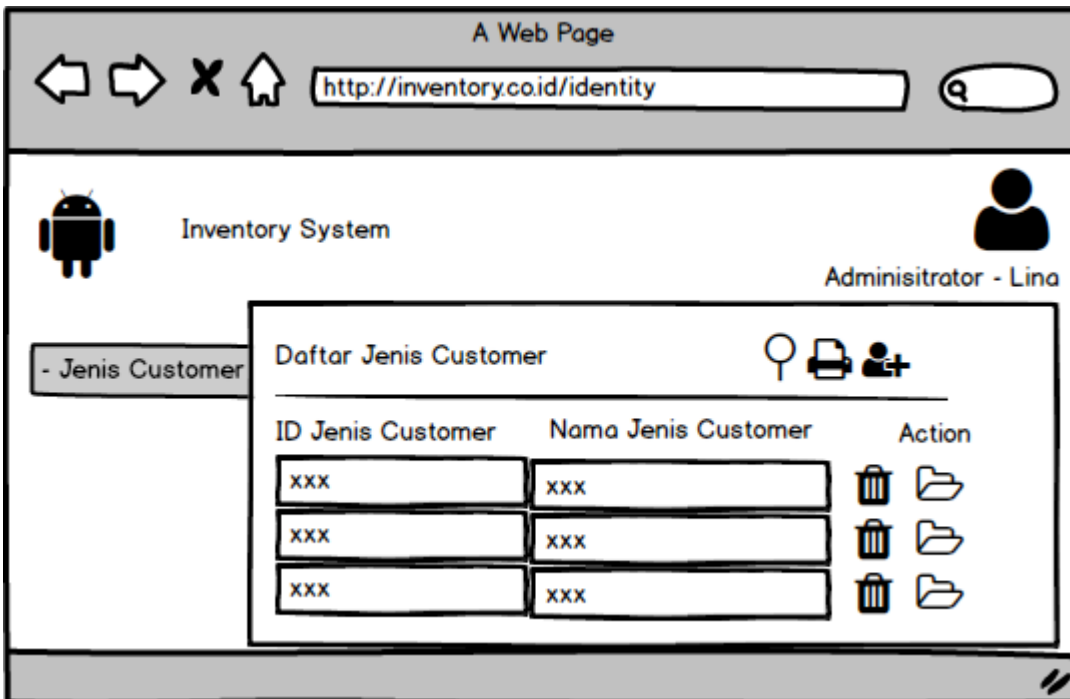 A Web Page
http://inventory.co.id/identity
Inventory System
Adminisitrator - Lina
- Jenis Customer
Daftar Jenis Customer
ID Jenis Customer Nama Jenis Customer Action
xxx xxx
xxx xxx
xxx xxx